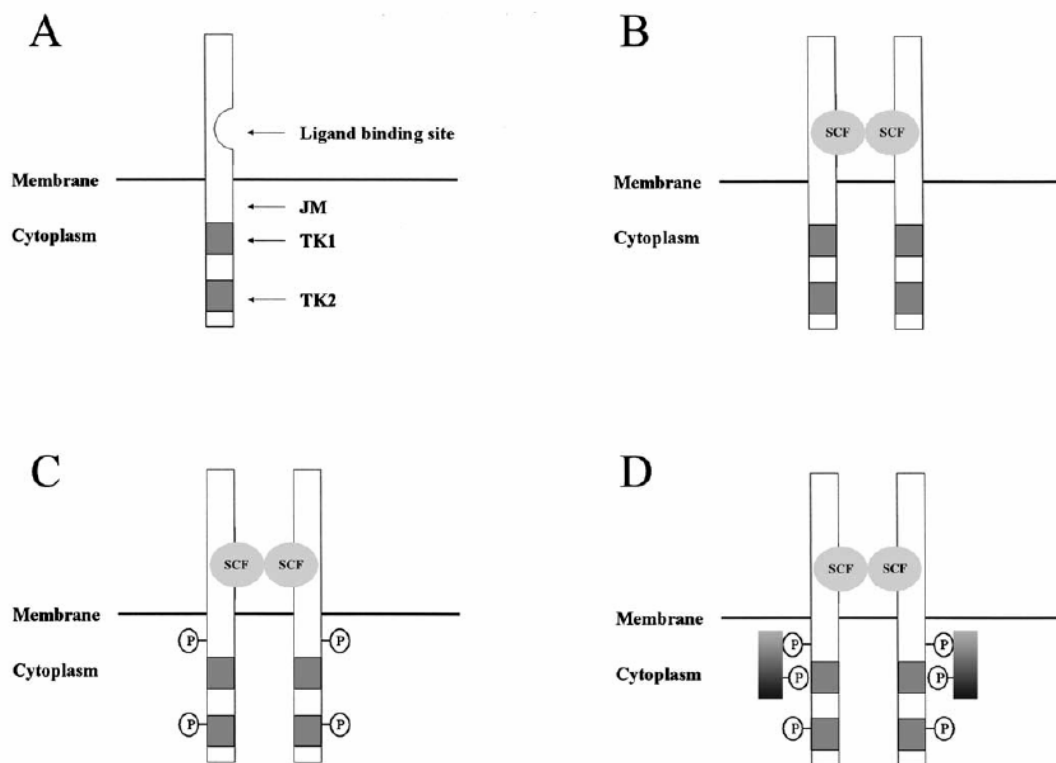 A
Ligand binding site
Membrane
JM
Cytoplasm
TK1
TK2
B
SCF SCF
Membrane
Cytoplasm
C
SCF SCF
Membrane
P P
Cytoplasm
P P
D
SCF SCF
Membrane
P P
Cytoplasm P P
P P